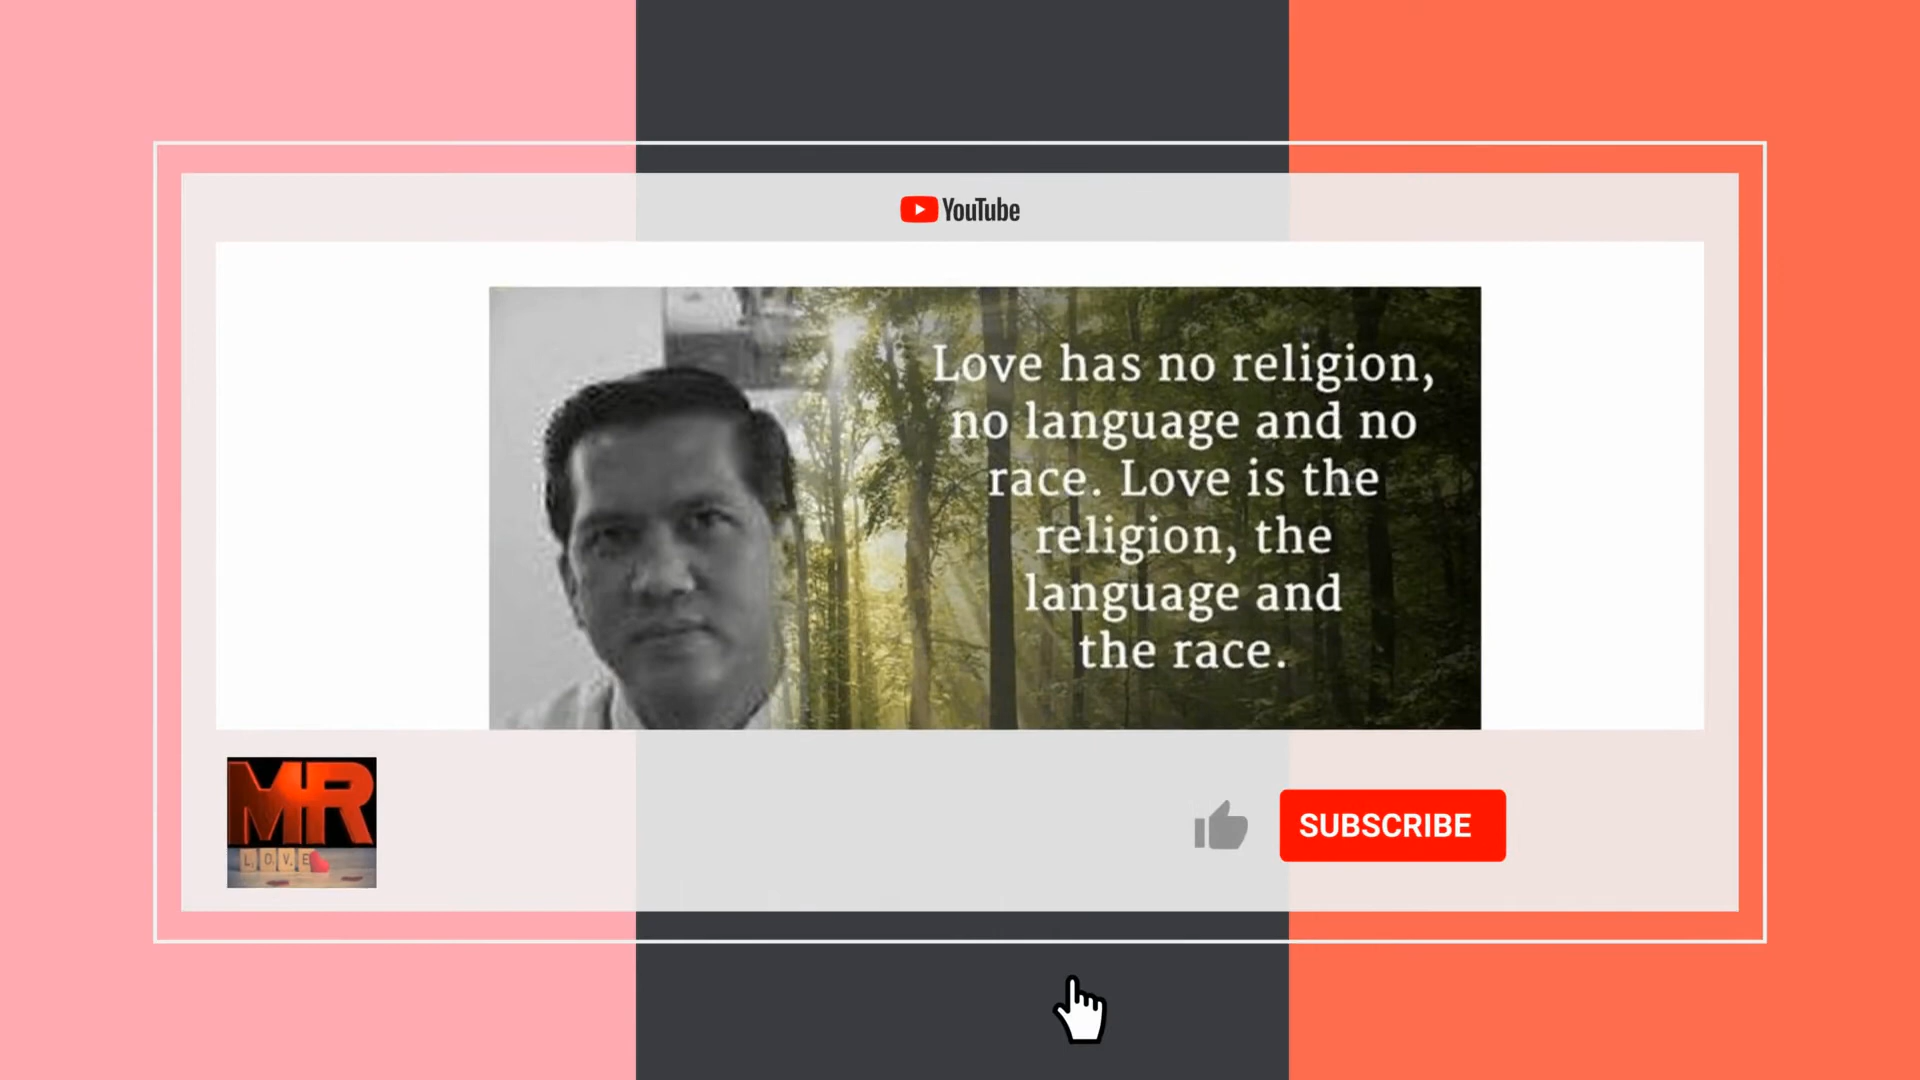 YouTube
Love has no religion,
no language and no
race. Love is the
religion, the
language and
the race.
MR
LOVE
SUBSCRIBE